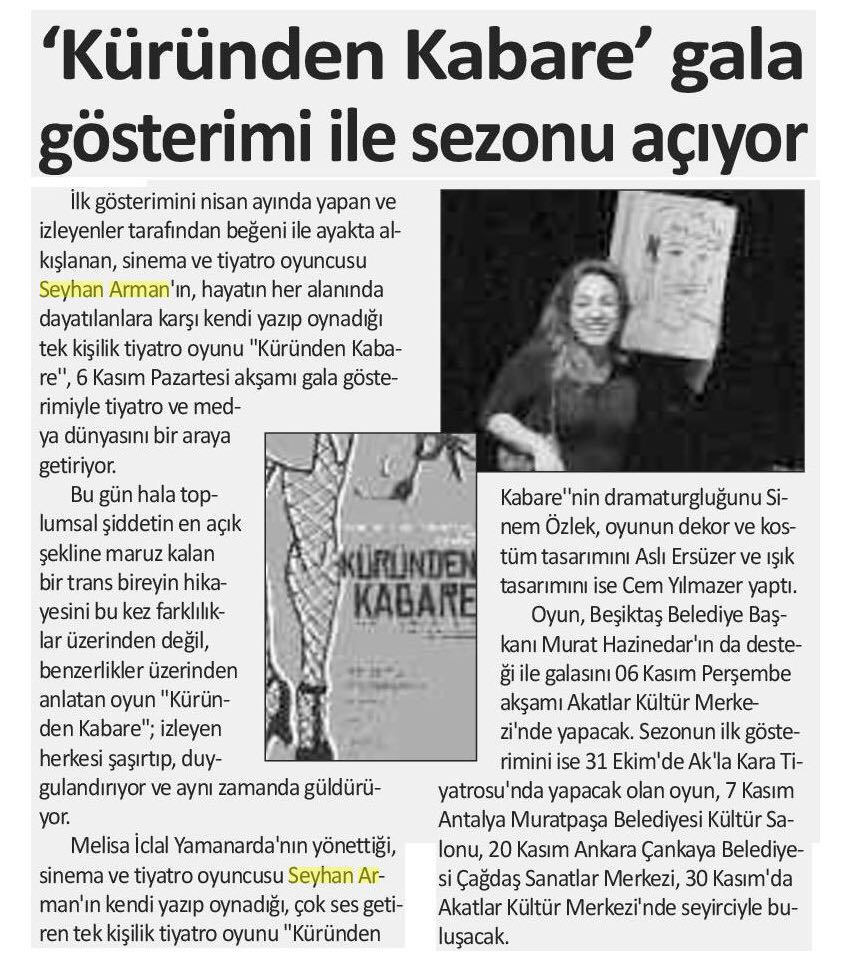 ‘Küründen Kabare’ gala
gösterimi ile sezonu açıyor
İlk gösterimini nisan ayında yapan ve
izleyenler tarafından beğeni ile ayakta al-
kışlanan, sinema ve tiyatro oyuncusu
Seyhan Arman'ın, hayatın her alanında
dayatılanlara karşı kendi yazıp oynadığı
tek kişilik tiyatro oyunu "Küründen Kaba-
re", 6 Kasım Pazartesi akşamı gala göste-
rimiyle tiyatro ve med-
ya dünyasını bir araya
getiriyor.
Bu gün hala top-
lumsal şiddetin en açık
şekline maruz kalan
bir trans bireyin hika-
yesini bu kez farklılık-
lar üzerinden değil,
benzerlikler üzerinden
anlatan oyun "Kürün-
den Kabare"; izleyen
herkesi şaşırtıp, duy-
gulandırıyor ve aynı zamanda güldürü-
yor.
Melisa İclal Yamanarda'nın yönettiği,
sinema ve tiyatro oyuncusu Seyhan Ar-
man'ın kendi yazıp oynadığı, çok ses geti-
ren tek kişilik tiyatro oyunu "Küründen
KÜRÜNDEN
KABARE
Kabare"nin dramaturgluğunu Si-
nem Özlek, oyunun dekor ve kos-
tüm tasarımını Aslı Ersüzer ve ışık
tasarımını ise Cem Yılmazer yaptı.
Oyun, Beşiktaş Belediye Baş-
kanı Murat Hazinedar'ın da deste-
ği ile galasını 06 Kasım Perşembe
akşamı Akatlar Kültür Merke-
zi'nde yapacak. Sezonun ilk göste-
rimini ise 31 Ekim'de Ak'la Kara Ti-
yatrosu'nda yapacak olan oyun, 7 Kasım
Antalya Muratpaşa Belediyesi Kültür Sa-
lonu, 20 Kasım Ankara Çankaya Belediye-
si Çağdaş Sanatlar Merkezi, 30 Kasım'da
Akatlar Kültür Merkezi'nde seyirciyle bu-
luşacak.